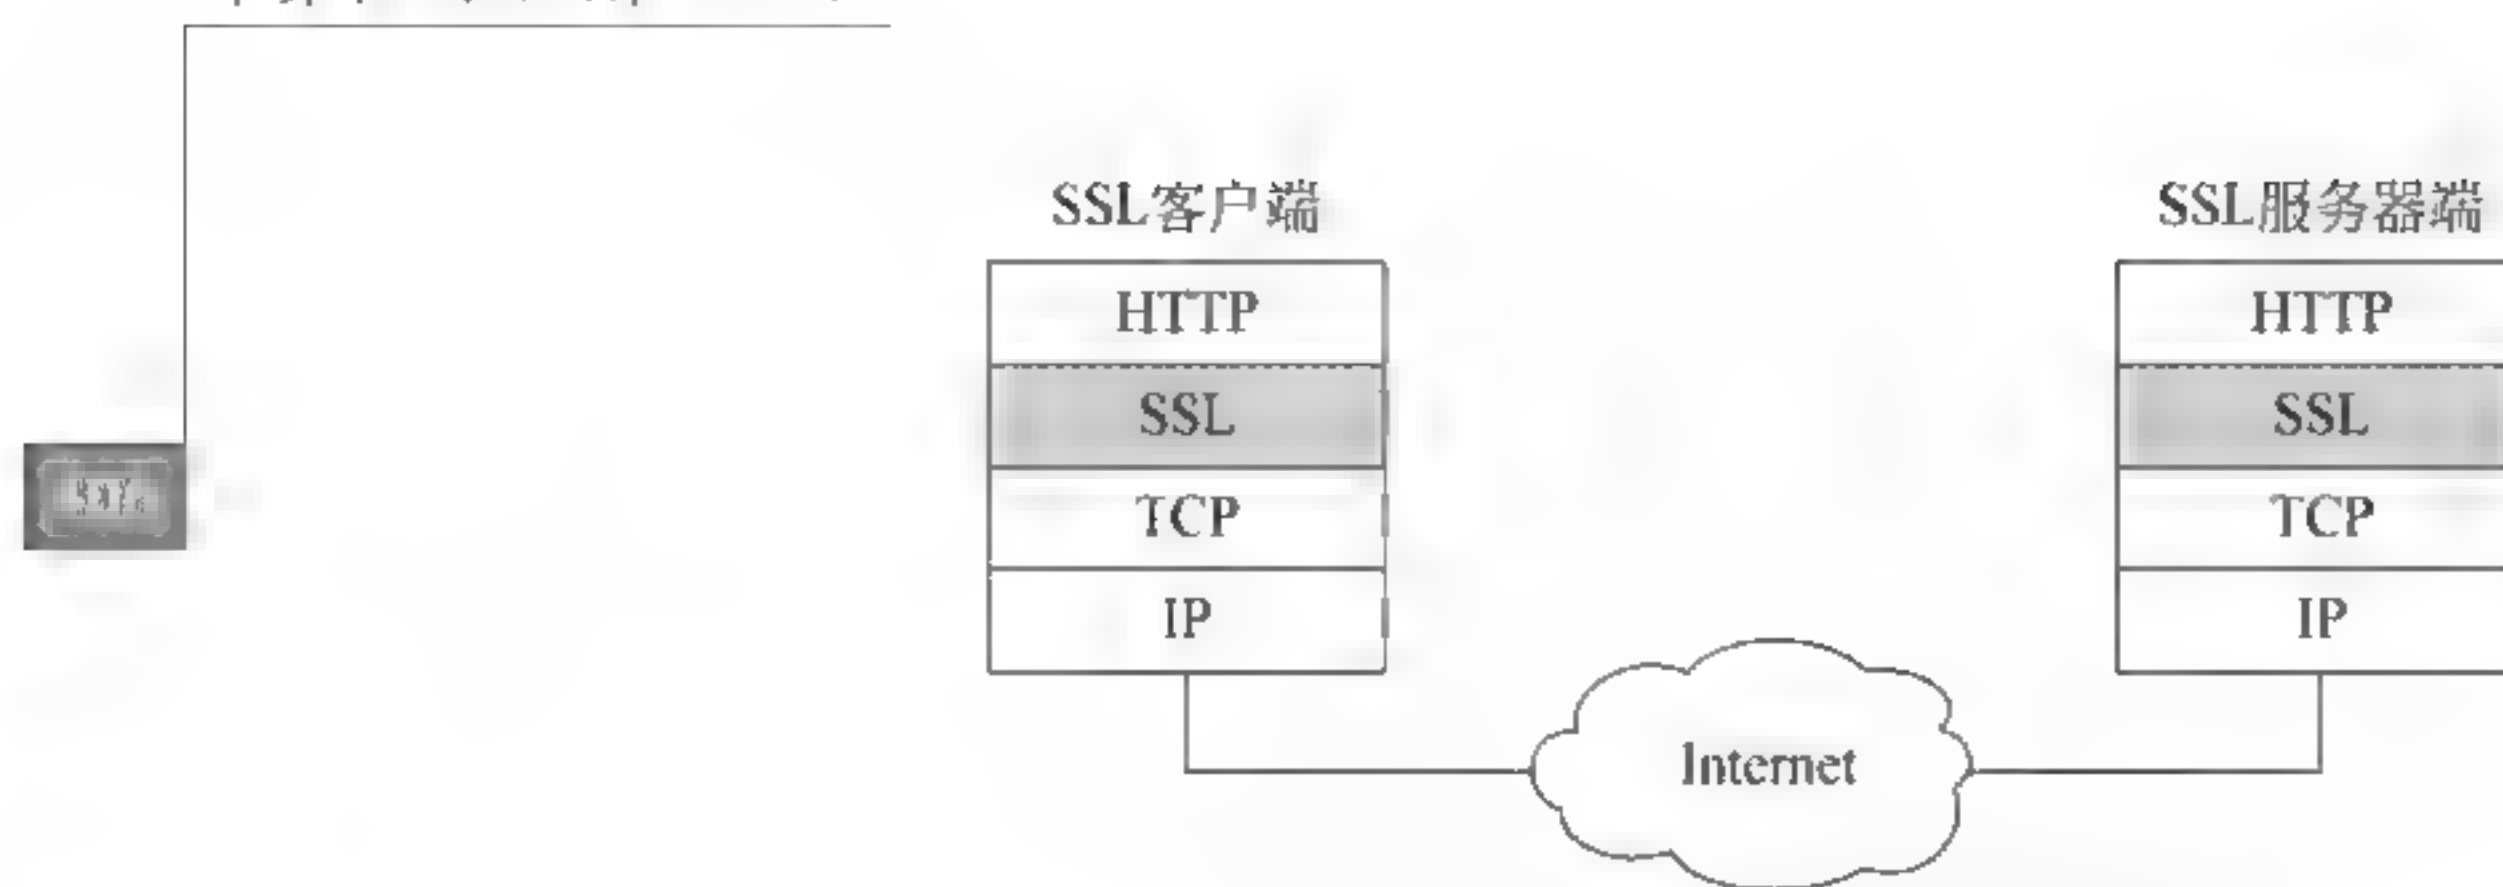 SSL客户端
SSL服务器端
HTTP
HTTP
SSL
SSL
TCP
TCP
IP
IP
Internet